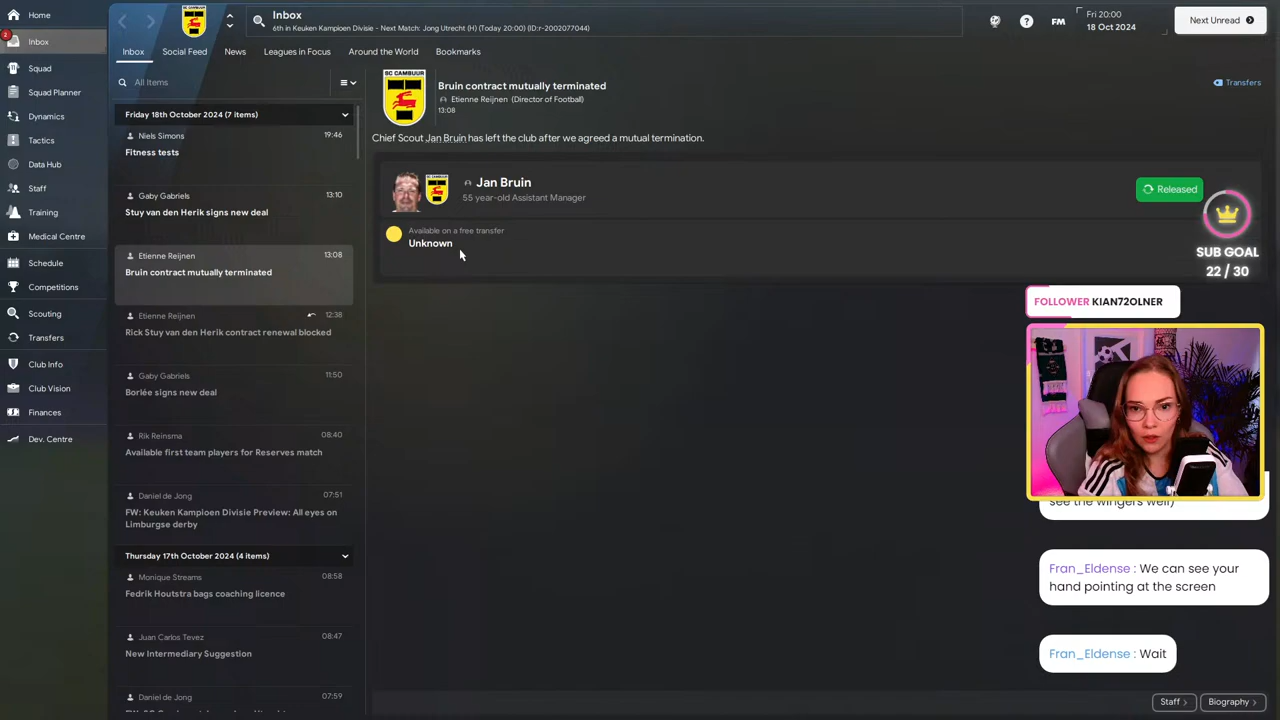 Home
Inbox
6th in Keuken Kampioen Divisie - Next Match: Jong Utrecht (H) (Today 20:00) (ID:r-2002077044)
FM
Fri 20:00
18 Oct 2024
Next Unread
2
Inbox
Squad
Squad Planner
Dynamics
Tactics
Data Hub
Staff
Training
Medical Centre
Schedule
Competitions
Scouting
Transfers
Club Info
Club Vision
Finances
Dev. Centre
Inbox
Social Feed
News
Leagues in Focus
Around the World
Bookmarks
All Items
Friday 18th October 2024 (7 items)
Niels Simons 19:46
Fitness tests
Gaby Gabriels 13:10
Stuy van den Herik signs new deal
Etienne Reijnen 13:08
Bruin contract mutually terminated
Etienne Reijnen 12:38
Rick Stuy van den Herik contract renewal blocked
Gaby Gabriels 11:50
Borlée signs new deal
Rik Reinsma 08:40
Available first team players for Reserves match
Daniel de Jong 07:51
FW: Keuken Kampioen Divisie Preview: All eyes on
Limburgse derby
Thursday 17th October 2024 (4 items)
Monique Streams 08:58
Fedrik Houtstra bags coaching licence
Juan Carlos Tevez 08:47
New Intermediary Suggestion
Daniel de Jong 07:59
SC CAMBUUR
Bruin contract mutually terminated
Etienne Reijnen (Director of Football)
13:08
Transfers
Chief Scout Jan Bruin has left the club after we agreed a mutual termination.
Jan Bruin
55 year-old Assistant Manager
Released
Available on a free transfer
Unknown
SUB GOAL
22 / 30
FOLLOWER KIAN72OLNER
see the wingers well)
Fran_Eldense : We can see your
hand pointing at the screen
Fran_Eldense : Wait
Staff
Biography